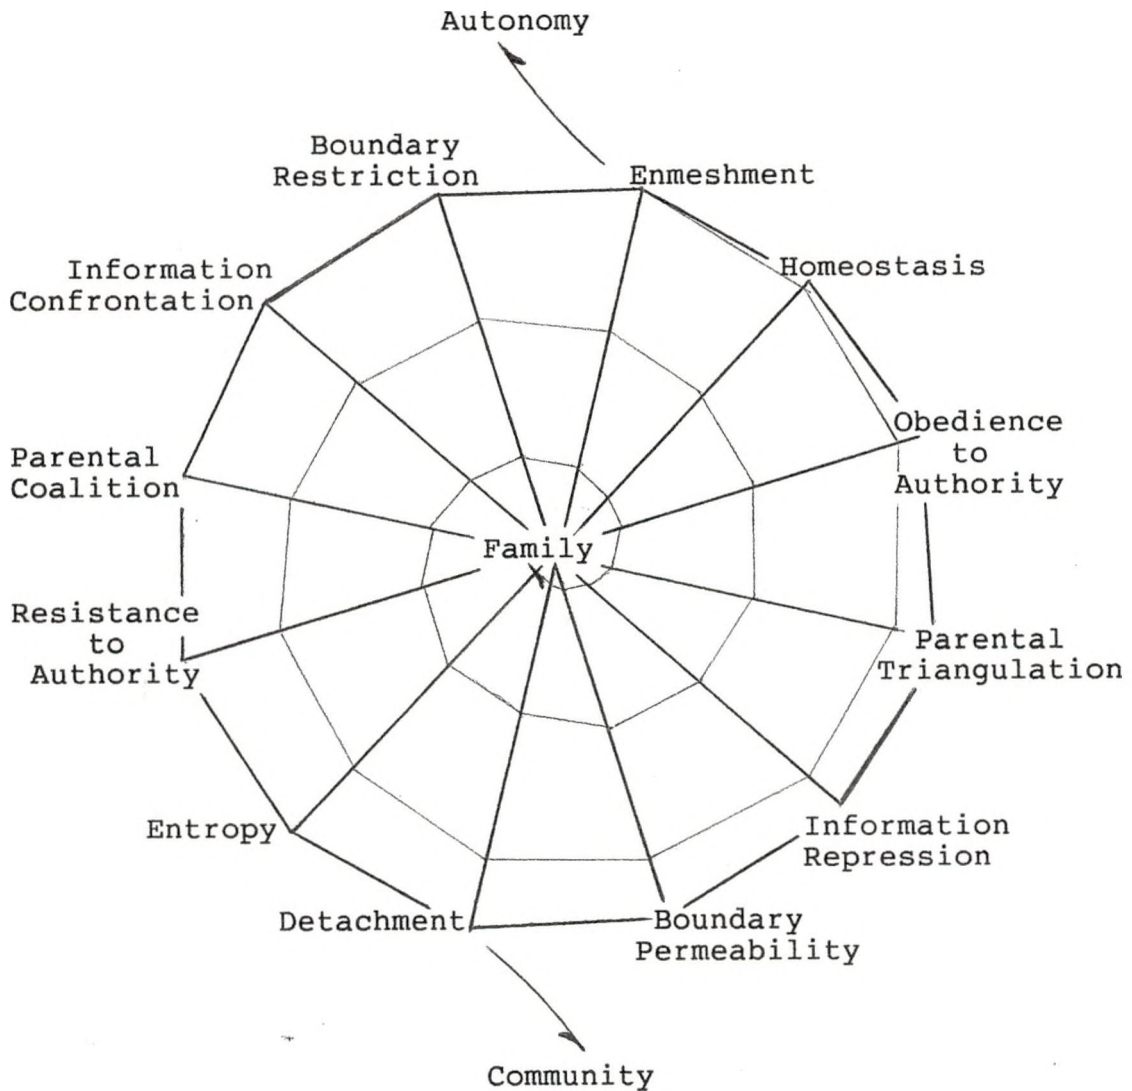 Autonomy
Boundary
Restriction
Enmeshment
Information
Confrontation
Homeostasis
Obedience
to
Authority
Parental
Coalition
Family
Resistance
to
Authority
Parental
Triangulation
Entropy
Information
Repression
Detachment
Boundary
Permeability
Community